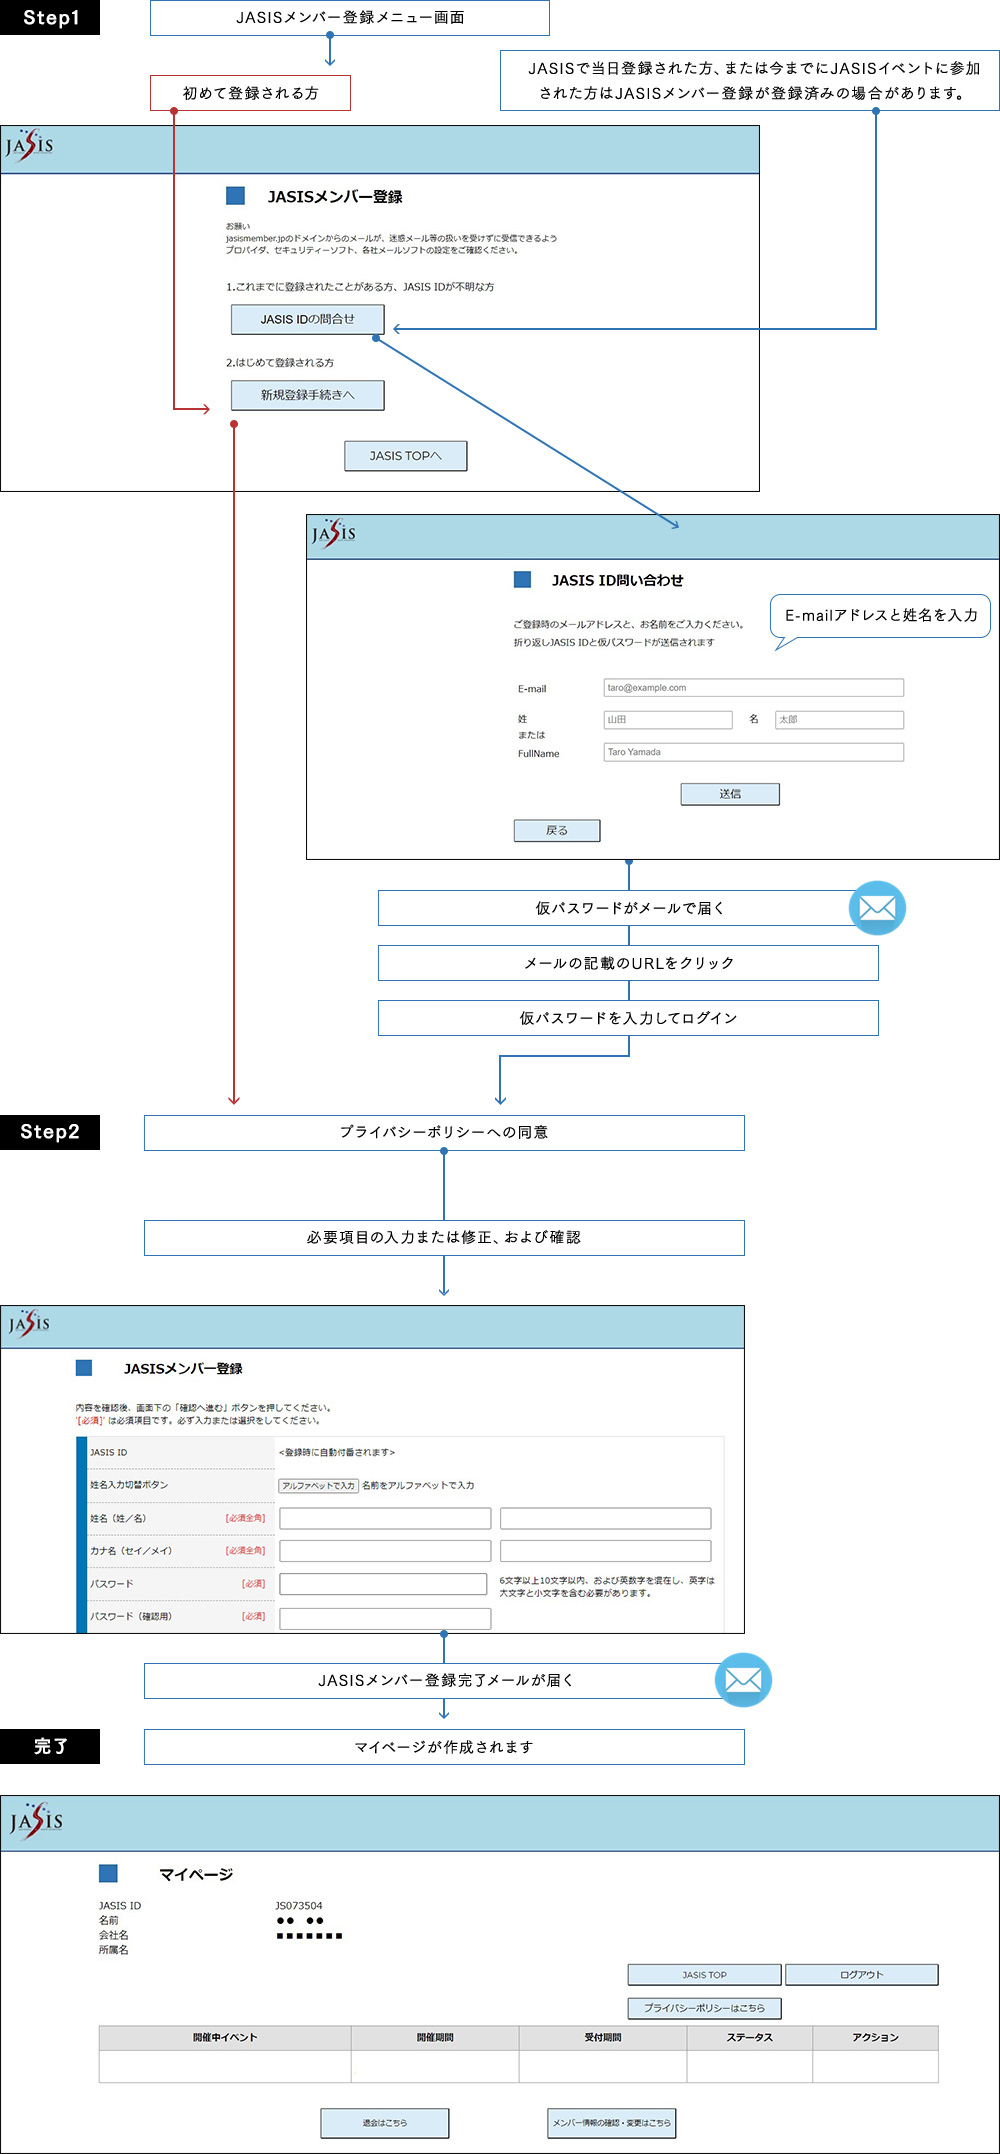 Step1
JASISメンバー登録メニュー画面
初めて登録される方
JASISで当日登録された方、または今までにJASISイベントに参加
された方はJASISメンバー登録が登録済みの場合があります。
JASIS
JASISメンバー登録
お願い
jasismember.jpのドメインからのメールが、迷惑メール等の扱いを受けずに受信できるよう
プロバイダ、セキュリティーソフト、各社メールソフトの設定をご確認ください。
1.これまでに登録されたことがある方、JASIS IDが不明な方
JASIS IDの問合せ
2.はじめて登録される方
新規登録手続きへ
JASIS TOPへ
JASIS
JASIS ID問い合わせ
E-mailアドレスと姓名を入力
ご登録時のメールアドレスと、お名前をご入力ください。
折り返しJASIS IDと仮パスワードが送信されます
E-mail taro@example.com
姓 山田 名 太郎
または
FullName Taro Yamada
送信
戻る
仮パスワードがメールで届く
メールの記載のURLをクリック
仮パスワードを入力してログイン
Step2
プライバシーポリシーへの同意
必要項目の入力または修正、および確認
JASIS
JASISメンバー登録
内容を確認後、画面下の「確認へ進む」ボタンを押してください。
'[必須]' は必須項目です。必ず入力または選択をしてください。
JASIS ID <登録時に自動付番されます>
姓名入力切替ボタン アルファベットで入力 名前をアルファベットで入力
姓名（姓／名） [必須全角]
カナ名（セイ／メイ） [必須全角]
パスワード [必須] 6文字以上10文字以内、および英数字を混在し、英字は
大文字と小文字を含む必要があります。
パスワード（確認用） [必須]
JASISメンバー登録完了メールが届く
完了
マイページが作成されます
JASIS
マイページ
JASIS ID JS073504
名前 ●● ●●
会社名 ■■■■■■■
所属名
JASIS TOP ログアウト
プライバシーポリシーはこちら
開催中イベント 開催期間 受付期間 ステータス アクション
退会はこちら メンバー情報の確認・変更はこちら